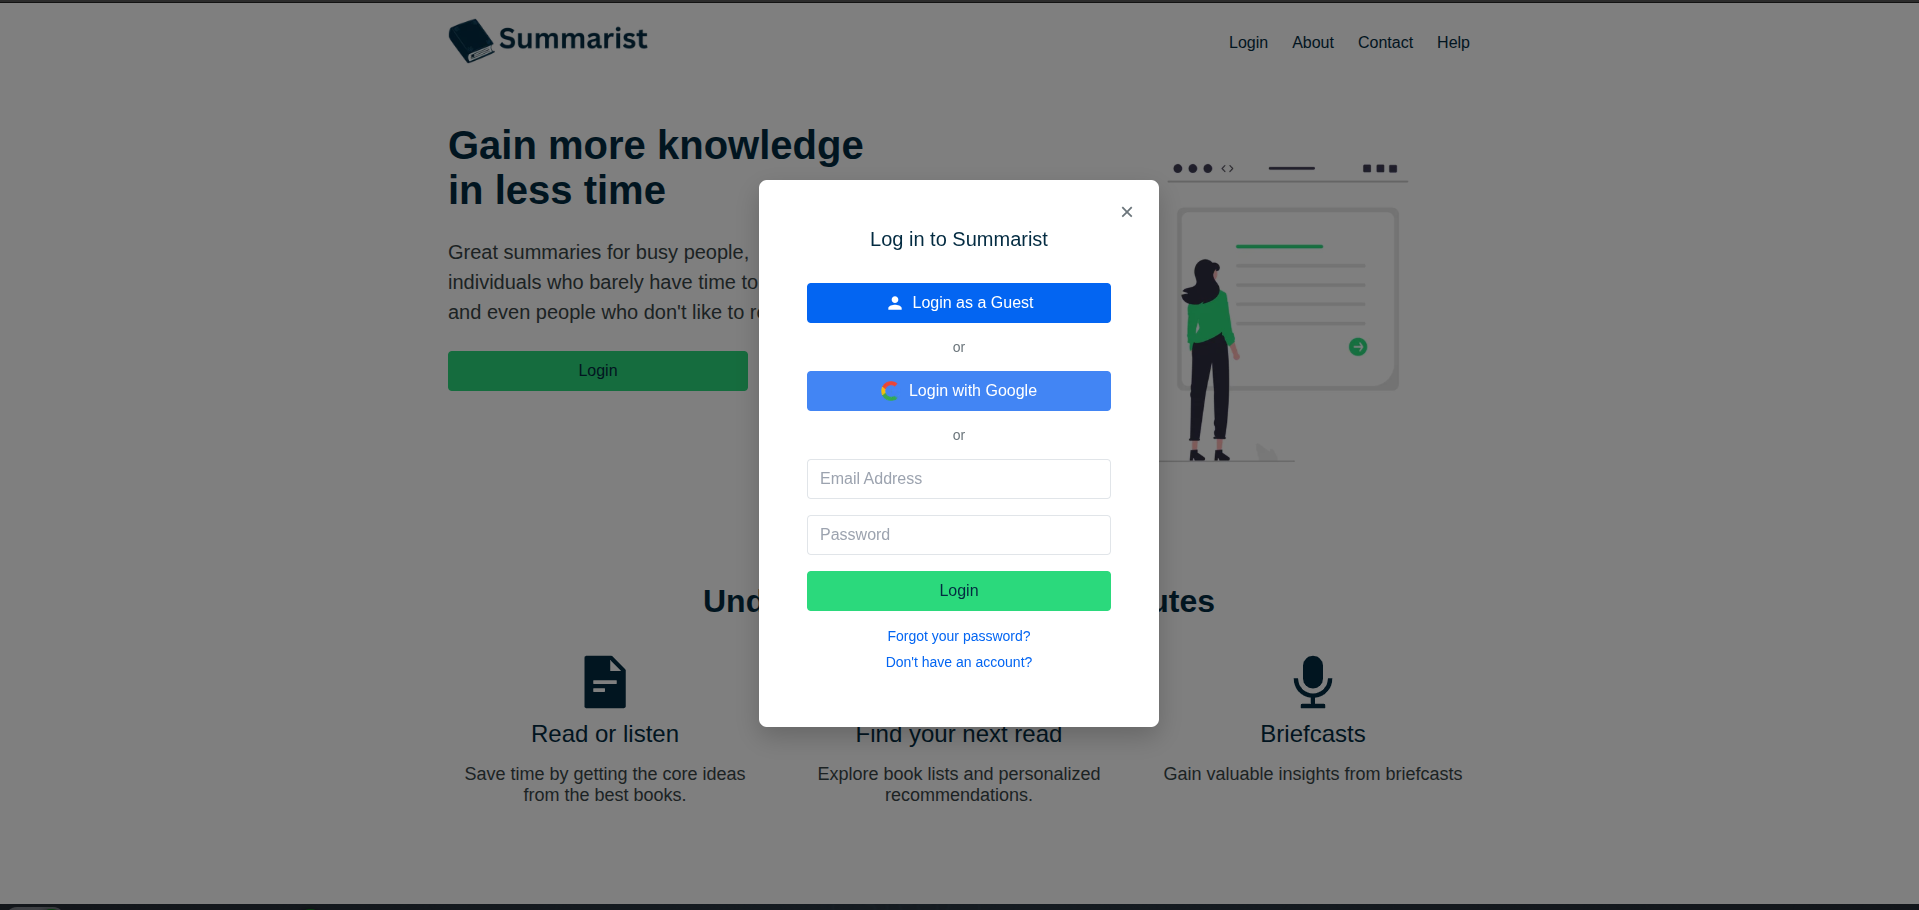 Summarist
Login About Contact Help
Gain more knowledge
in less time
Great summaries for busy people,
individuals who barely have time to
and even people who don't like to
Login
Log in to Summarist
Login as a Guest
or
Login with Google
or
Email Address
Password
Login
Forgot your password?
Don't have an account?
Read or listen
Save time by getting the core ideas
from the best books.
Find your next read
Explore book lists and personalized
recommendations.
Briefcasts
Gain valuable insights from briefcasts